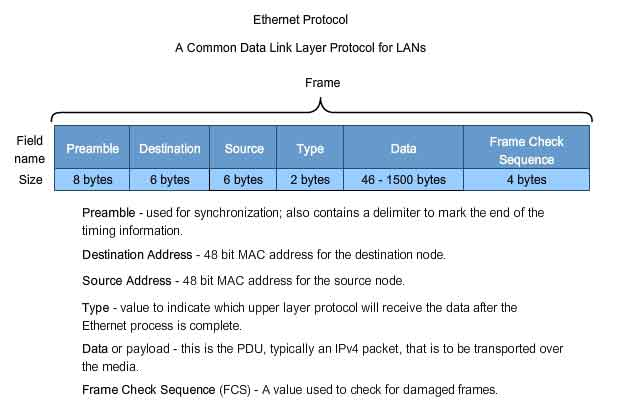 Ethernet Protocol
A Common Data Link Layer Protocol for LANs
Frame
Field name
Preamble
Destination
Source
Type
Data
Frame Check Sequence
Size
8 bytes
6 bytes
6 bytes
2 bytes
46 - 1500 bytes
4 bytes
Preamble - used for synchronization; also contains a delimiter to mark the end of the
timing information.
Destination Address - 48 bit MAC address for the destination node.
Source Address - 48 bit MAC address for the source node.
Type - value to indicate which upper layer protocol will receive the data after the
Ethernet process is complete.
Data or payload - this is the PDU, typically an IPv4 packet, that is to be transported over
the media.
Frame Check Sequence (FCS) - A value used to check for damaged frames.